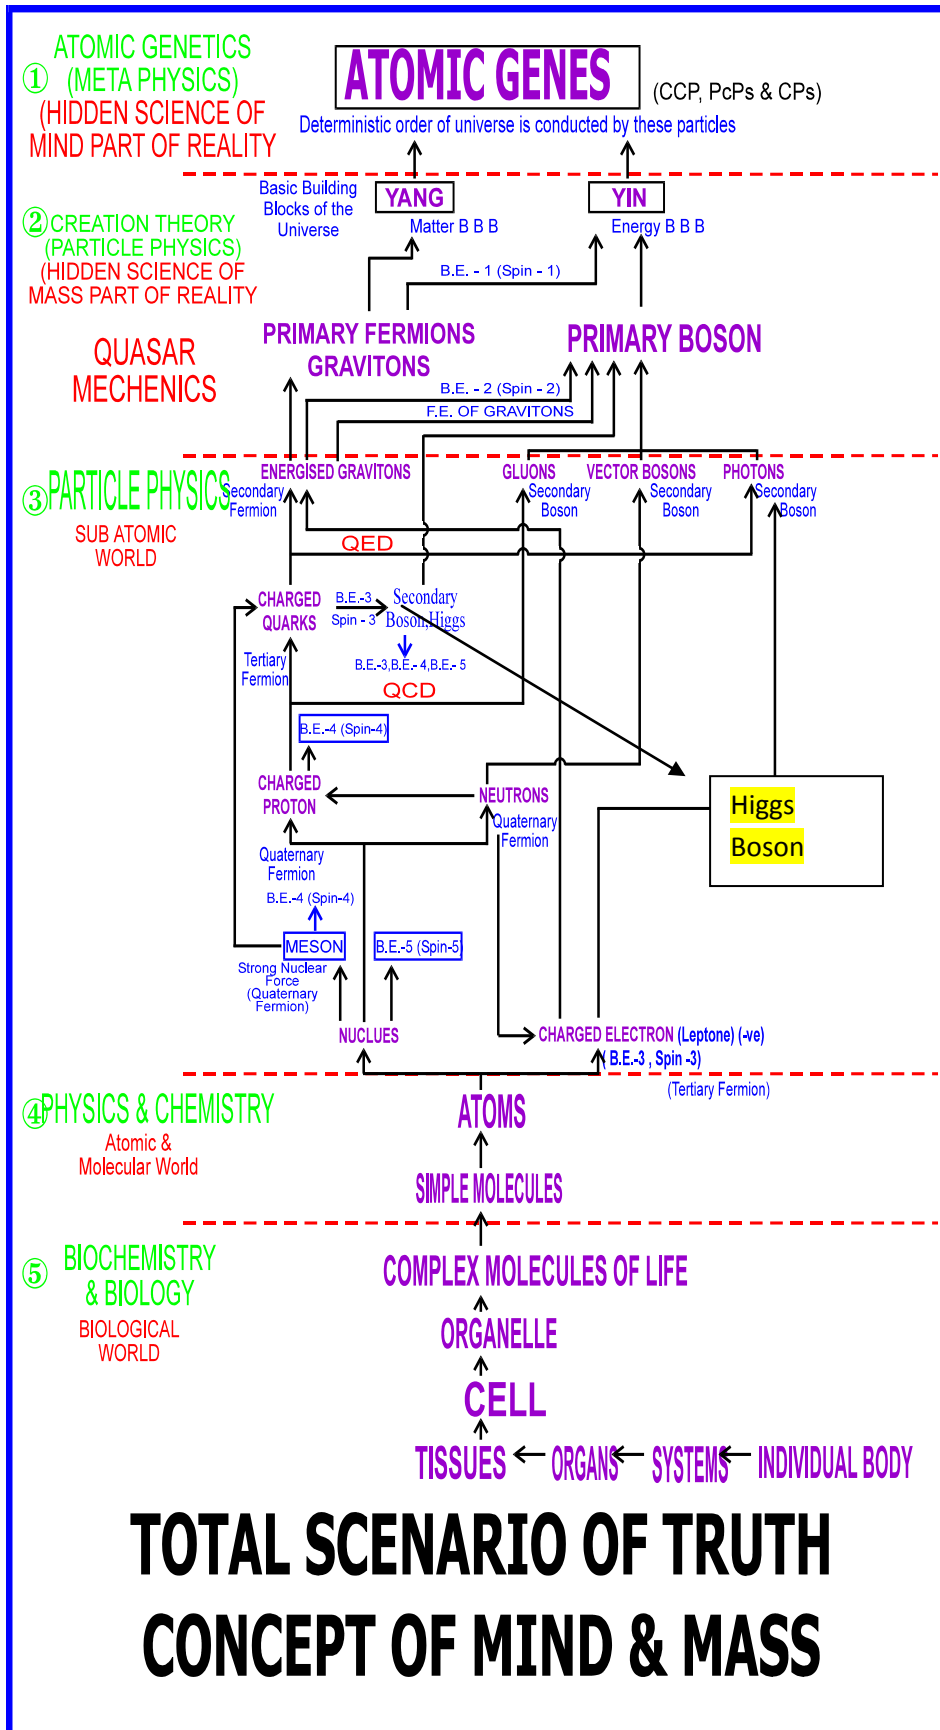 ATOMIC GENETICS
① (META PHYSICS)
(HIDDEN SCIENCE OF
MIND PART OF REALITY
ATOMIC GENES
(CCP, PcPs & CPs)
Deterministic order of universe is conducted by these particles
Basic Building
Blocks of the
Universe
YANG
YIN
Matter B B B
Energy B B B
② CREATION THEORY
(PARTICLE PHYSICS)
(HIDDEN SCIENCE OF
MASS PART OF REALITY
B.E. - 1 (Spin - 1)
QUASAR
MECHENICS
PRIMARY FERMIONS
GRAVITONS
PRIMARY BOSON
B.E. - 2 (Spin - 2)
F.E. OF GRAVITONS
③ PARTICLE PHYSICS
SUB ATOMIC
WORLD
ENERGISED GRAVITONS
Secondary
Fermion
GLUONS
Secondary
Boson
VECTOR BOSONS
Secondary
Boson
PHOTONS
Secondary
Boson
QED
CHARGED
QUARKS
B.E.-3
Spin - 3
Secondary
Boson,Higgs
B.E.-3,B.E.- 4,B.E.- 5
Tertiary
Fermion
QCD
B.E.-4 (Spin-4)
CHARGED
PROTON
NEUTRONS
Quaternary
Fermion
Higgs
Boson
Quaternary
Fermion
B.E.-4 (Spin-4)
MESON
B.E.-5 (Spin-5)
Strong Nuclear
Force
(Quaternary
Fermion)
NUCLUES
CHARGED ELECTRON (Leptone) (-ve)
( B.E.-3 , Spin -3)
(Tertiary Fermion)
④ PHYSICS & CHEMISTRY
Atomic &
Molecular World
ATOMS
SIMPLE MOLECULES
⑤ BIOCHEMISTRY
& BIOLOGY
BIOLOGICAL
WORLD
COMPLEX MOLECULES OF LIFE
ORGANELLE
CELL
TISSUES
ORGANS
SYSTEMS
INDIVIDUAL BODY
TOTAL SCENARIO OF TRUTH
CONCEPT OF MIND & MASS